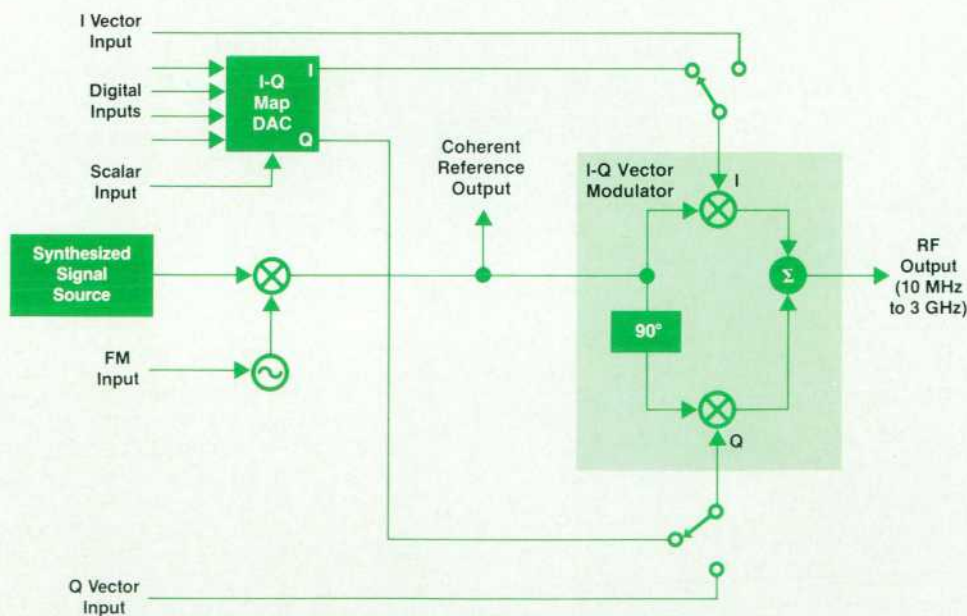 I Vector
Input
Digital
Inputs
I-Q
Map
DAC
I
Q
Scalar
Input
Coherent
Reference
Output
I-Q Vector
Modulator
I
Synthesized
Signal
Source
Σ
RF
Output
(10 MHz
to 3 GHz)
90°
FM
Input
Q
Q Vector
Input